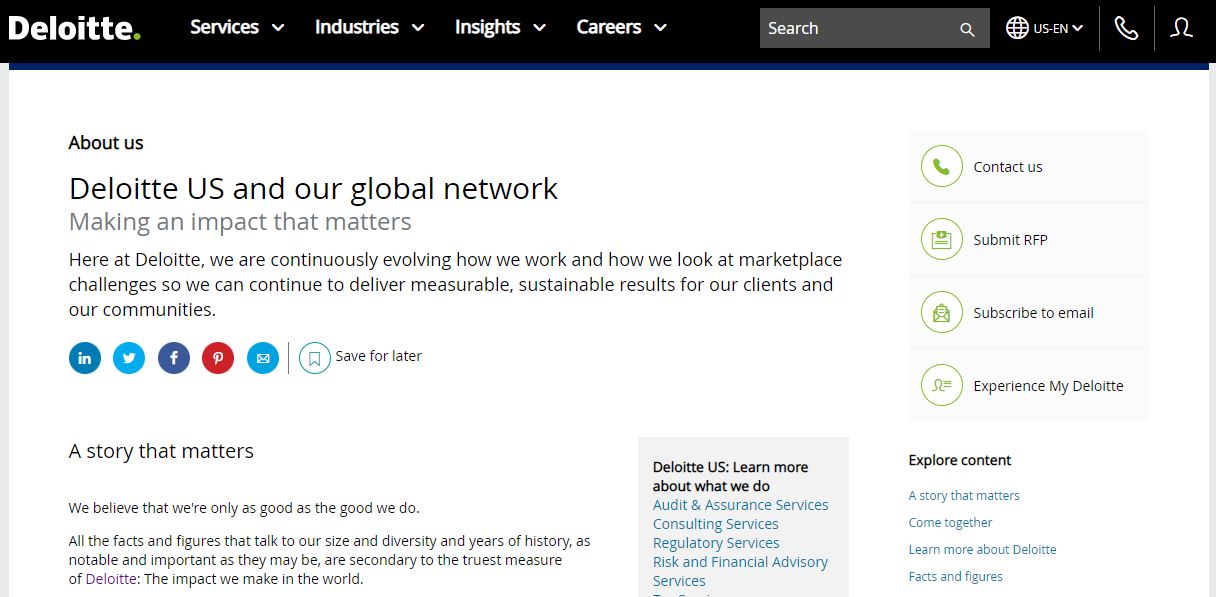 Deloitte.
Services
Industries
Insights
Careers
Search
US-EN
About us
Deloitte US and our global network
Making an impact that matters
Here at Deloitte, we are continuously evolving how we work and how we look at marketplace
challenges so we can continue to deliver measurable, sustainable results for our clients and
our communities.
in
f
Save for later
Contact us
Submit RFP
Subscribe to email
Experience My Deloitte
A story that matters
We believe that we're only as good as the good we do.
All the facts and figures that talk to our size and diversity and years of history, as
notable and important as they may be, are secondary to the truest measure
of Deloitte: The impact we make in the world.
Deloitte US: Learn more
about what we do
Audit & Assurance Services
Consulting Services
Regulatory Services
Risk and Financial Advisory
Services
Explore content
A story that matters
Come together
Learn more about Deloitte
Facts and figures